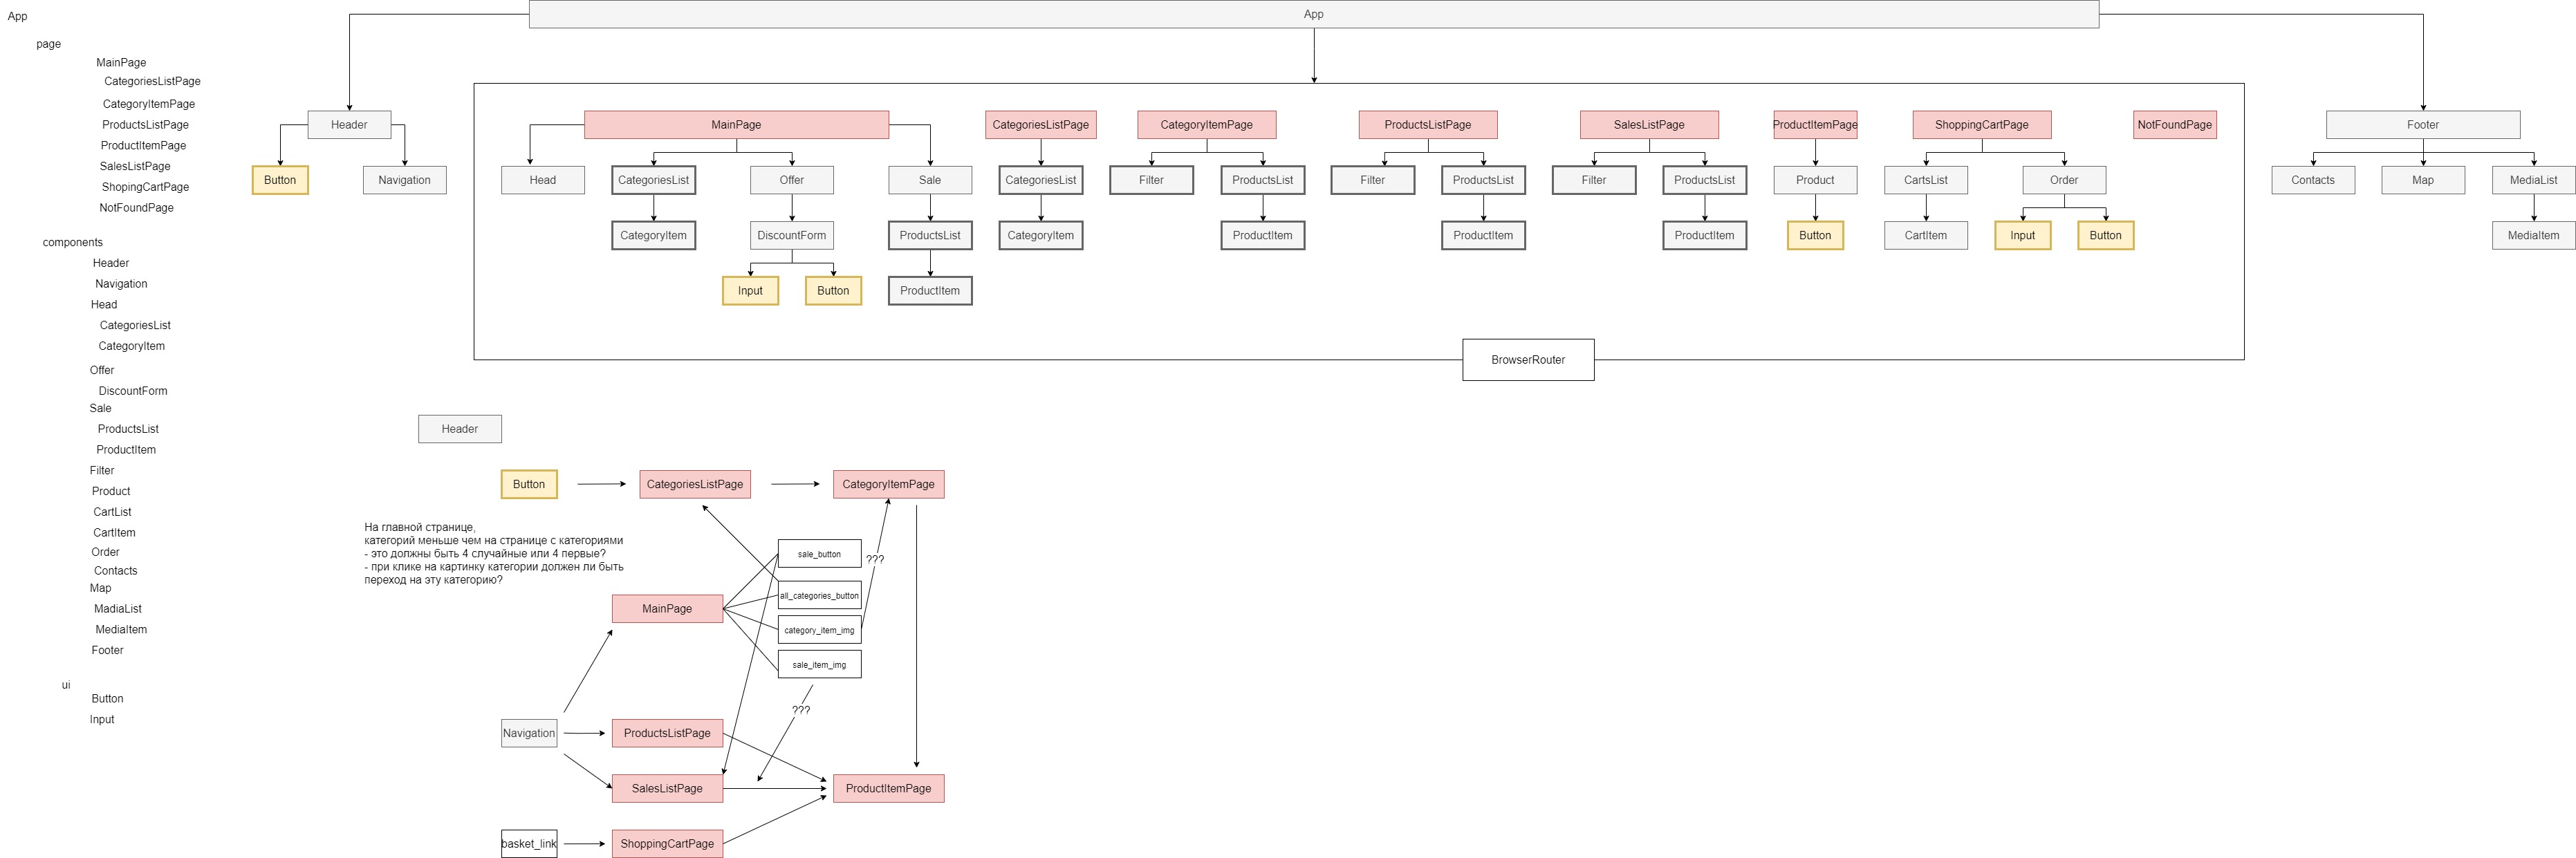 App
page
MainPage
CategoriesListPage
CategoryItemPage
ProductsListPage
ProductItemPage
SalesListPage
ShopingCartPage
NotFoundPage
components
Header
Navigation
Head
CategoriesList
CategoryItem
Offer
DiscountForm
Sale
ProductsList
ProductItem
Filter
Product
CartList
CartItem
Order
Contacts
Map
MadiaList
MediaItem
Footer
ui
Button
Input
App
Header
MainPage
CategoriesListPage
CategoryItemPage
ProductsListPage
SalesListPage
ProductItemPage
ShoppingCartPage
NotFoundPage
Footer
Button
Navigation
Head
CategoriesList
Offer
Sale
CategoriesList
Filter
ProductsList
Filter
ProductsList
Filter
ProductsList
Product
CartsList
Order
Contacts
Map
MediaList
CategoryItem
DiscountForm
ProductsList
CategoryItem
ProductItem
ProductItem
ProductItem
Button
CartItem
Input
Button
MediaItem
Input
Button
ProductItem
BrowserRouter
Header
Button
CategoriesListPage
CategoryItemPage
На главной странице,
категорий меньше чем на странице с категориями
- это должны быть 4 случайные или 4 первые?
- при клике на картинку категории должен ли быть
переход на эту категорию?
sale_button
???
all_categories_button
MainPage
category_item_img
sale_item_img
???
Navigation
ProductsListPage
SalesListPage
ProductItemPage
basket_link
ShoppingCartPage